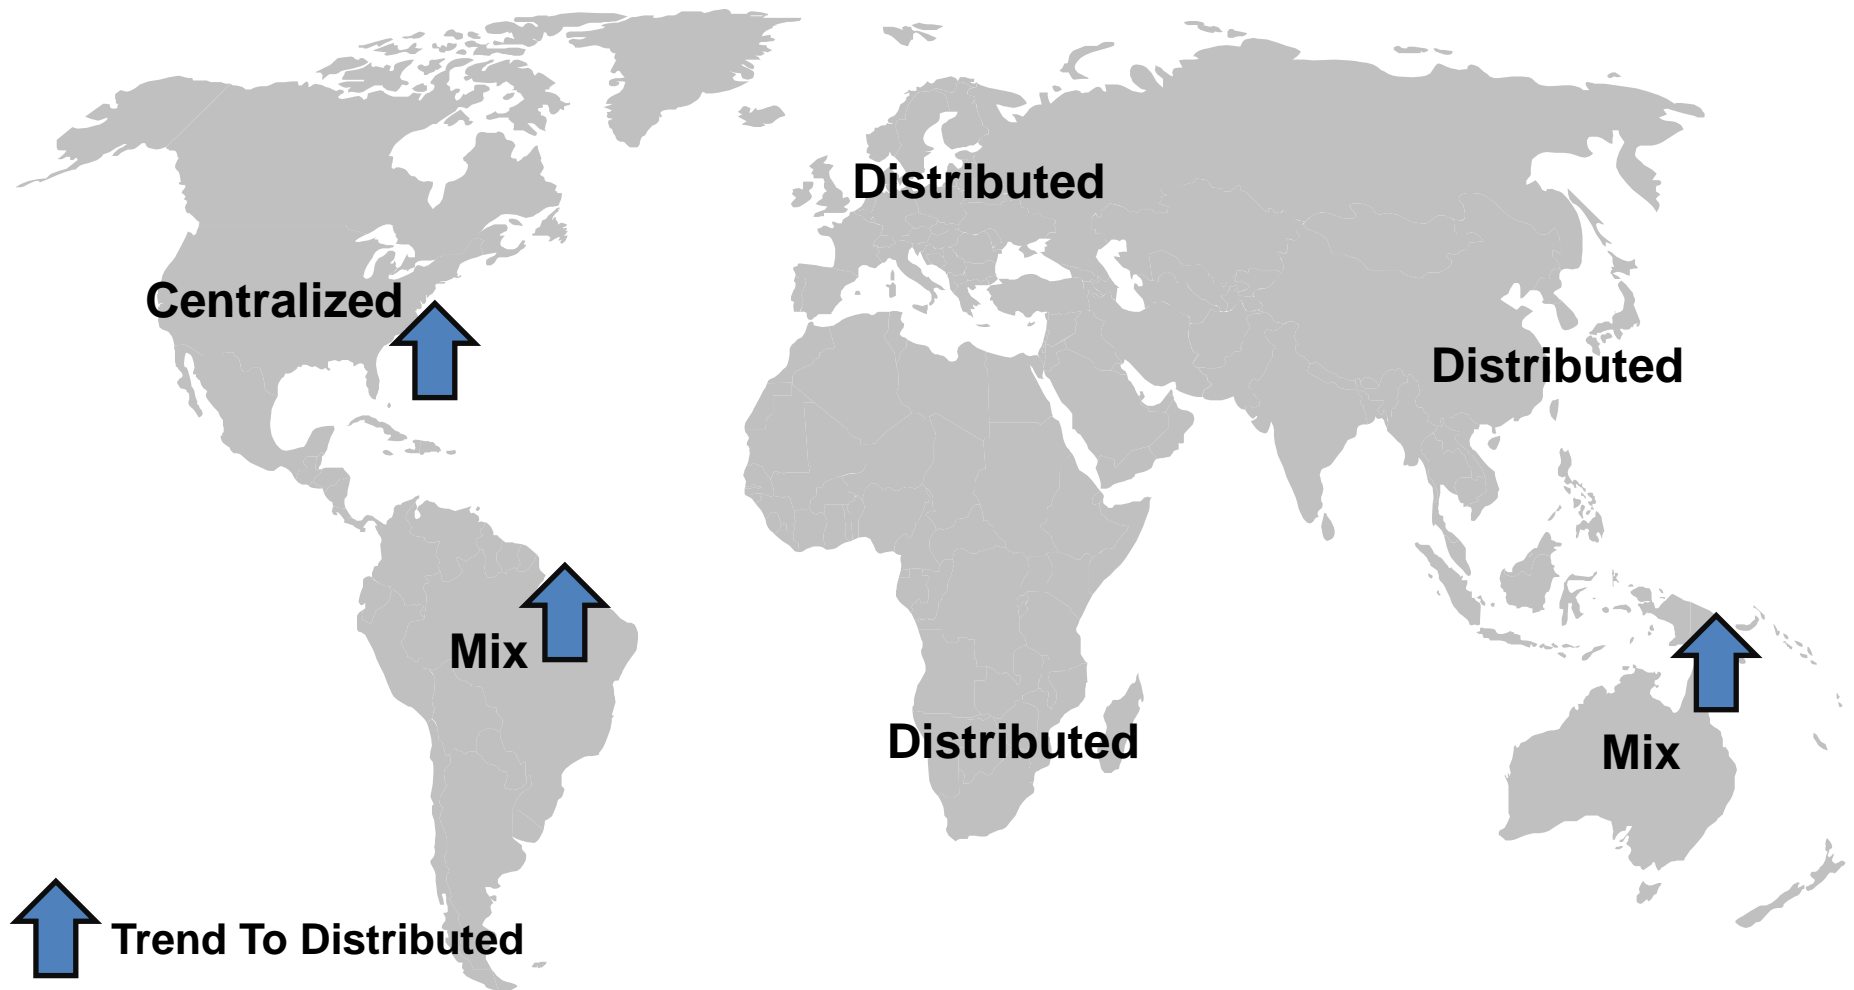 Distributed
Centralized
Distributed
Mix
Distributed
Mix
Trend To Distributed